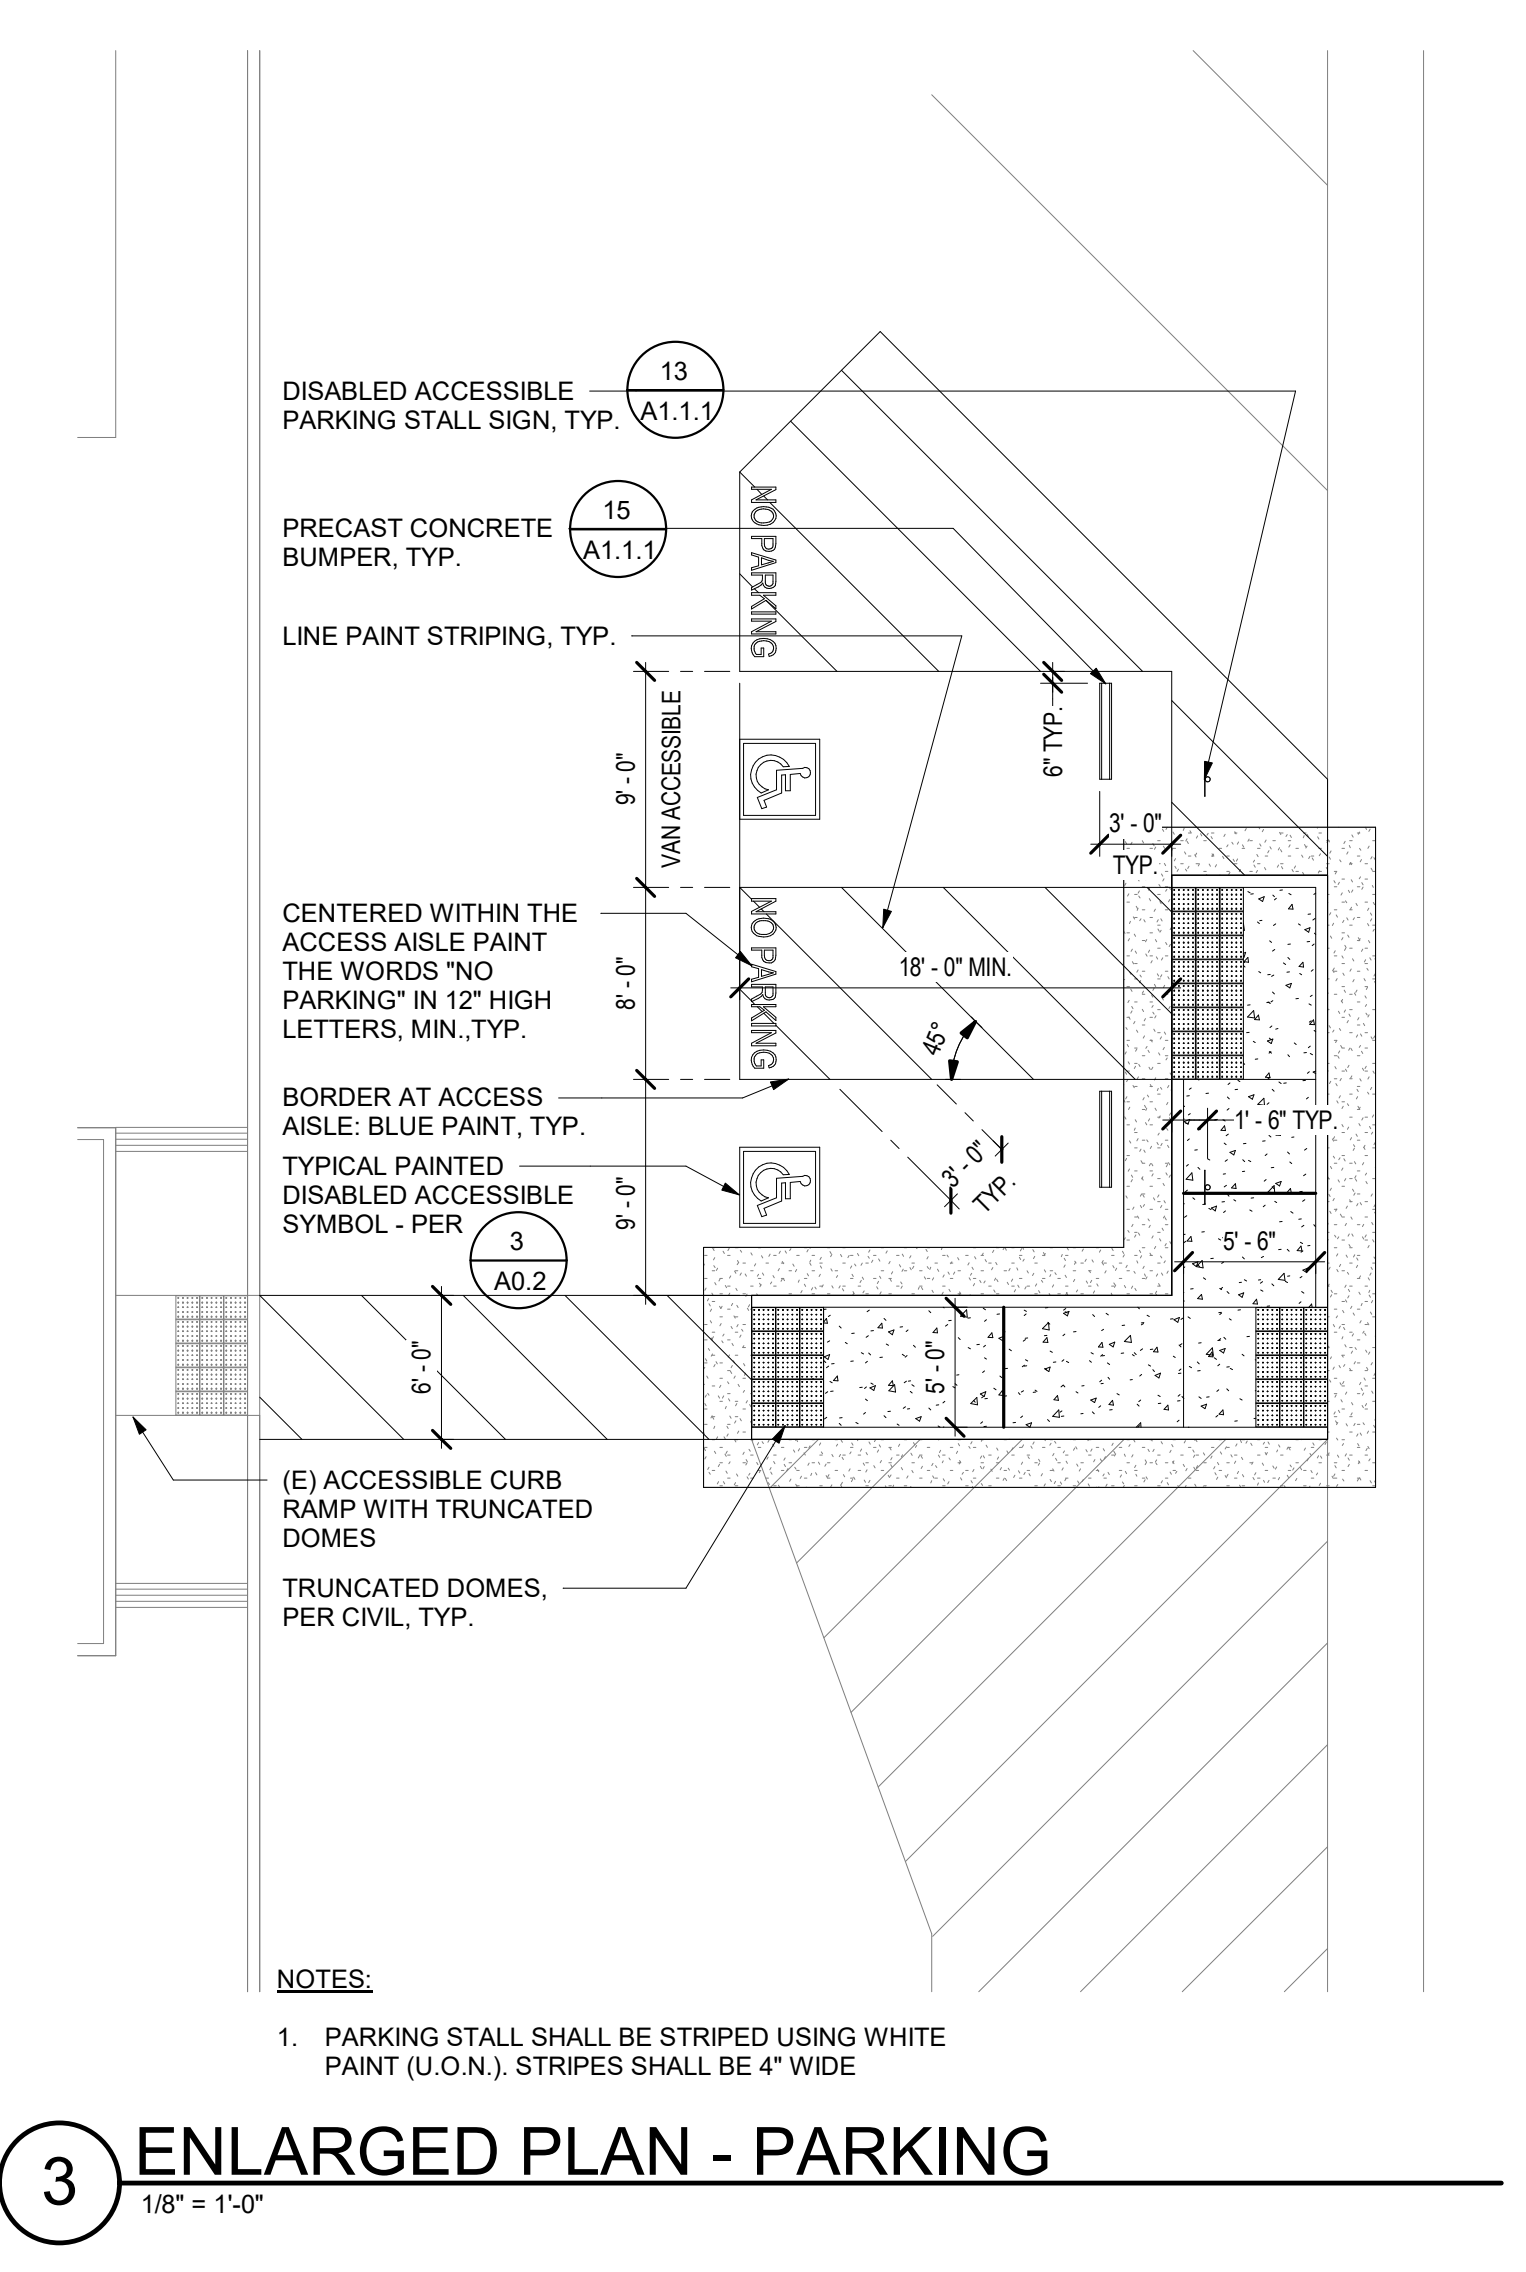 DISABLED ACCESSIBLE
PARKING STALL SIGN, TYP.
13
A1.1.1
NO PARKING
PRECAST CONCRETE
BUMPER, TYP.
15
A1.1.1
LINE PAINT STRIPING, TYP.
9' - 0"
VAN ACCESSIBLE
6" TYP.
3' - 0"
TYP.
CENTERED WITHIN THE
ACCESS AISLE PAINT
THE WORDS "NO
PARKING" IN 12" HIGH
LETTERS, MIN.,TYP.
8' - 0"
NO PARKING
18' - 0" MIN.
45°
BORDER AT ACCESS
AISLE: BLUE PAINT, TYP.
1' - 6" TYP.
TYPICAL PAINTED
DISABLED ACCESSIBLE
SYMBOL - PER
3
A0.2
9' - 0"
3' - 0"
TYP.
5' - 6"
6' - 0"
5' - 0"
(E) ACCESSIBLE CURB
RAMP WITH TRUNCATED
DOMES
TRUNCATED DOMES,
PER CIVIL, TYP.
NOTES:
1. PARKING STALL SHALL BE STRIPED USING WHITE
PAINT (U.O.N.). STRIPES SHALL BE 4" WIDE
3
ENLARGED PLAN - PARKING
1/8" = 1'-0"